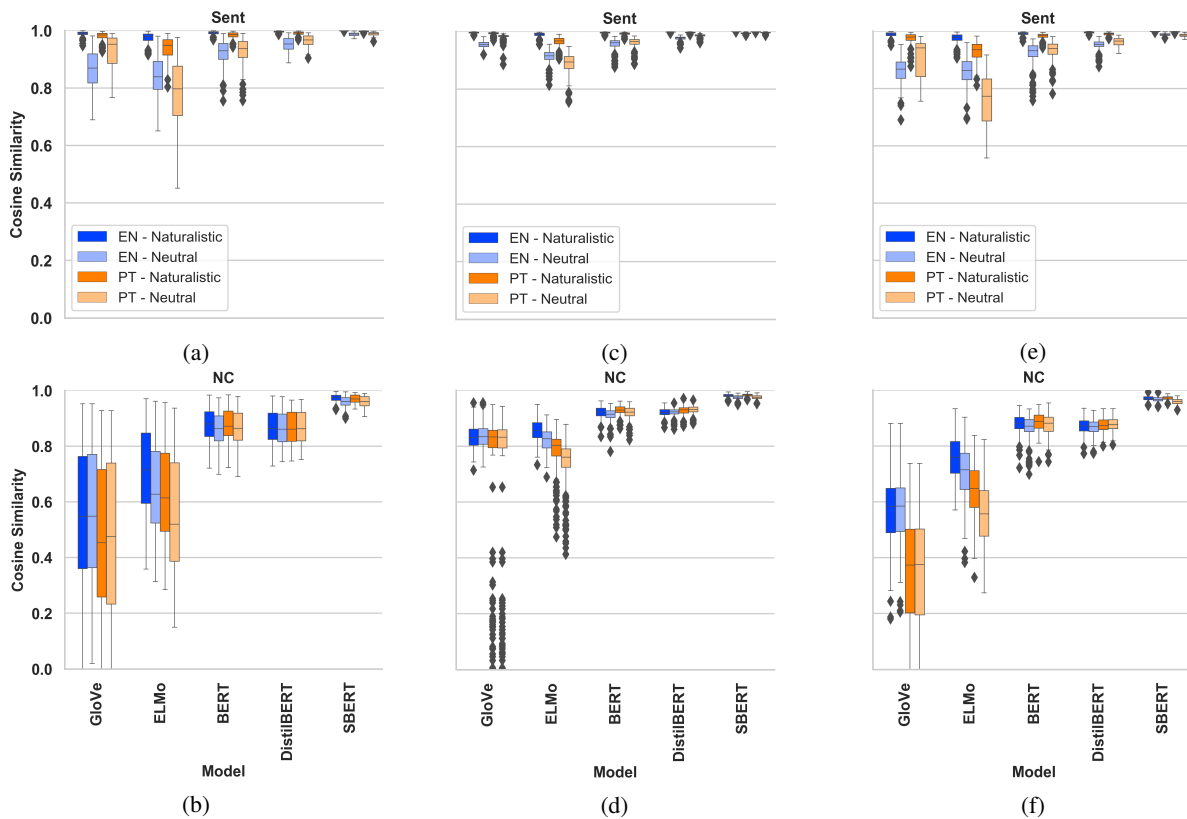 Sent
1.0
0.8
0.6
0.4
0.2
0.0
Cosine Similarity
EN - Naturalistic
EN - Neutral
PT - Naturalistic
PT - Neutral
(a)
Sent
EN - Naturalistic
EN - Neutral
PT - Naturalistic
PT - Neutral
(c)
Sent
EN - Naturalistic
EN - Neutral
PT - Naturalistic
PT - Neutral
(e)
NC
1.0
0.8
0.6
0.4
0.2
0.0
Cosine Similarity
GloVe
ELMo
BERT
DistilBERT
SBERT
Model
(b)
NC
GloVe
ELMo
BERT
DistilBERT
SBERT
Model
(d)
NC
GloVe
ELMo
BERT
DistilBERT
SBERT
Model
(f)